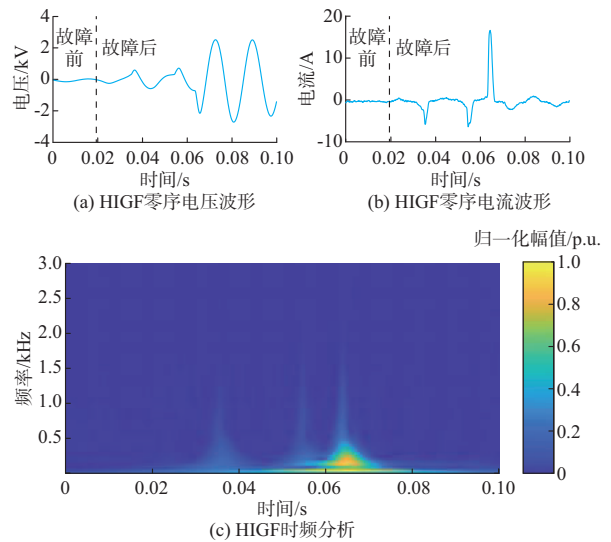 4
2
0
-2
-4
电压/kV
故障前
故障后
0
0.02
0.04
0.06
0.08
0.10
时间/s
(a) HIGF零序电压波形
20
10
0
-10
电流/A
故障前
故障后
0
0.02
0.04
0.06
0.08
0.10
时间/s
(b) HIGF零序电流波形
归一化幅值/p.u.
3.0
2.5
2.0
1.5
1.0
0.5
频率/kHz
0
0.02
0.04
0.06
0.08
0.10
时间/s
1.0
0.8
0.6
0.4
0.2
0
(c) HIGF时频分析